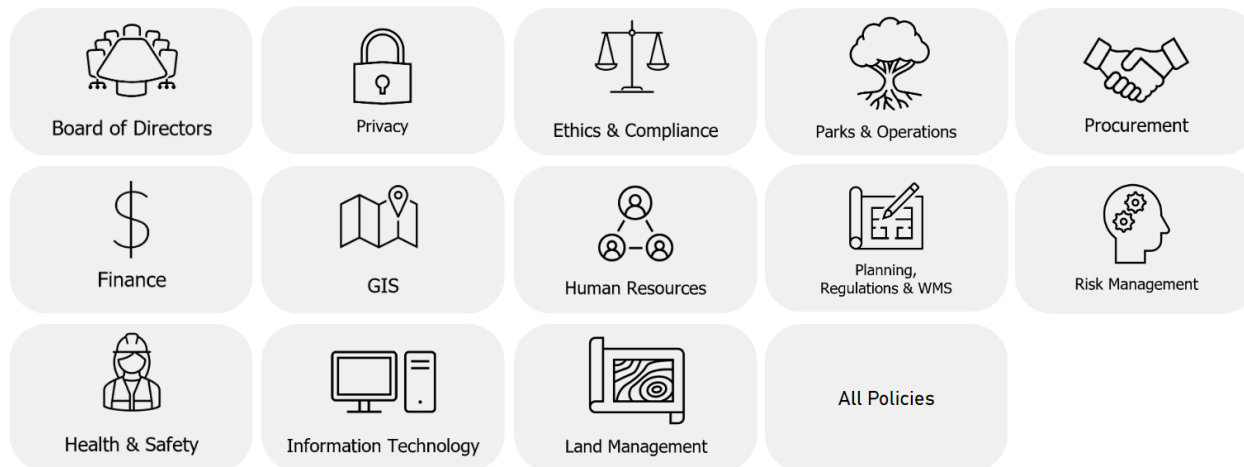 Board of Directors
Privacy
Ethics & Compliance
Parks & Operations
Procurement
Finance
GIS
Human Resources
Planning,
Regulations & WMS
Risk Management
Health & Safety
Information Technology
Land Management
All Policies